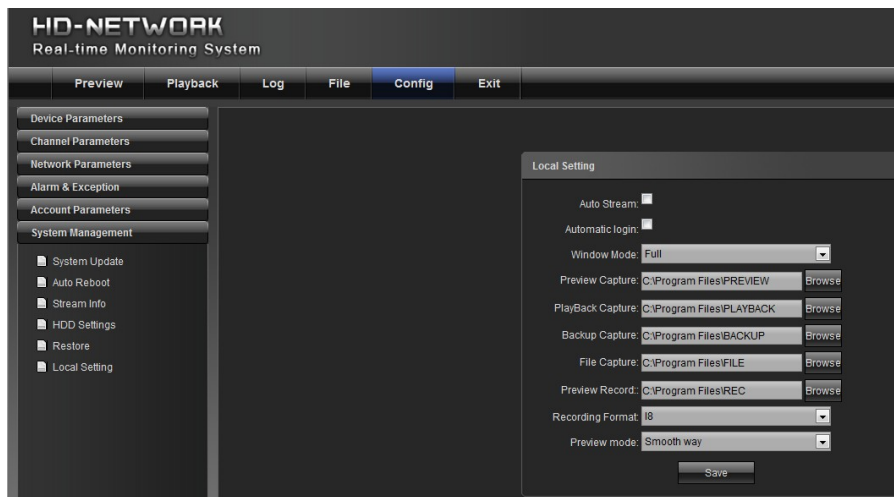 HD-NETWORK
Real-time Monitoring System
Preview Playback Log File Config Exit
Device Parameters
Channel Parameters
Network Parameters
Alarm & Exception
Account Parameters
System Management
System Update
Auto Reboot
Stream Info
HDD Settings
Restore
Local Setting
Local Setting
Auto Stream:
Automatic login:
Window Mode: Full
Preview Capture: C:\Program Files\PREVIEW Browse
PlayBack Capture: C:\Program Files\PLAYBACK Browse
Backup Capture: C:\Program Files\BACKUP Browse
File Capture: C:\Program Files\FILE Browse
Preview Record:: C:\Program Files\REC Browse
Recording Format: I8
Preview mode: Smooth way
Save